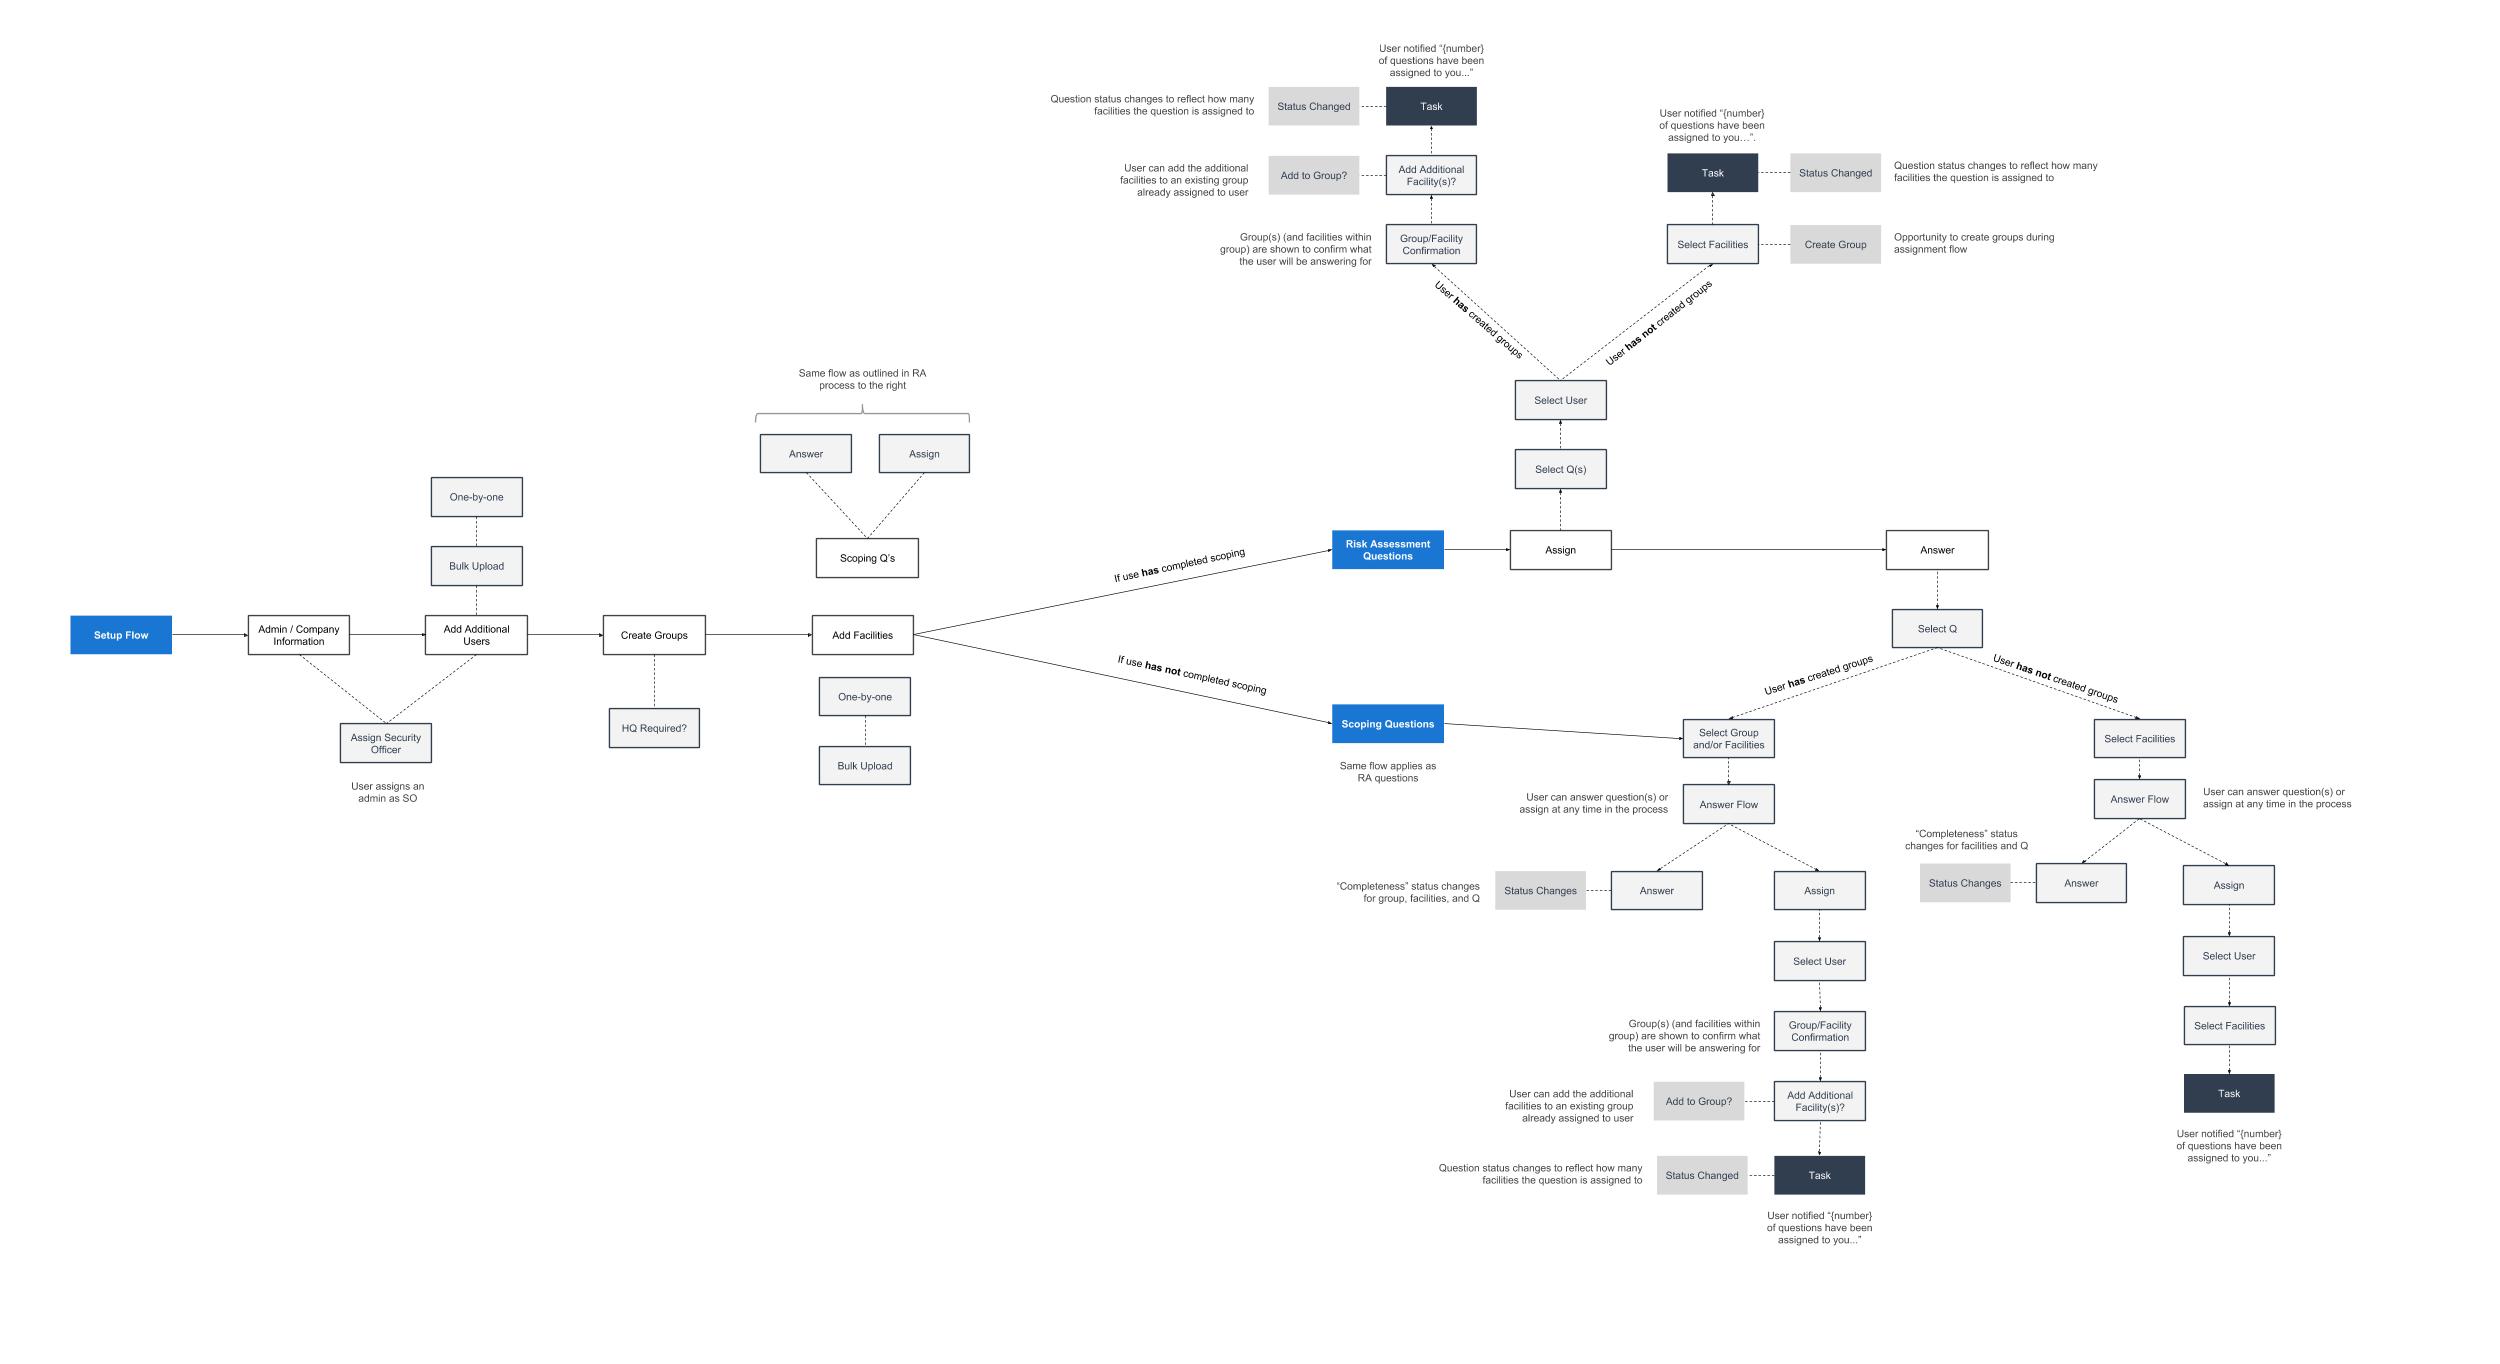 User notified “{number}
of questions have been
assigned to you...”
Question status changes to reflect how many
facilities the question is assigned to
Status Changed
Task
User can add the additional
facilities to an existing group
already assigned to user
Add to Group?
Add Additional
Facility(s)?
Group(s) (and facilities within
group) are shown to confirm what
the user will be answering for
Group/Facility
Confirmation
User notified “{number}
of questions have been
assigned to you…”.
Task
Status Changed
Question status changes to reflect how many
facilities the question is assigned to
Select Facilities
Create Group
Opportunity to create groups during
assignment flow
User has created groups
User has not created groups
Select User
Select Q(s)
Same flow as outlined in RA
process to the right
Answer
Assign
Scoping Q’s
One-by-one
Bulk Upload
Setup Flow
Admin / Company
Information
Add Additional
Users
Create Groups
Add Facilities
Assign Security
Officer
User assigns an
admin as SO
HQ Required?
One-by-one
Bulk Upload
If use has completed scoping
If use has not completed scoping
Risk Assessment
Questions
Assign
Answer
Select Q
Scoping Questions
Same flow applies as
RA questions
User has created groups
User has not created groups
Select Group
and/or Facilities
User can answer question(s) or
assign at any time in the process
Answer Flow
“Completeness” status changes
for group, facilities, and Q
Status Changes
Answer
Assign
Select User
Group(s) (and facilities within
group) are shown to confirm what
the user will be answering for
Group/Facility
Confirmation
User can add the additional
facilities to an existing group
already assigned to user
Add to Group?
Add Additional
Facility(s)?
Question status changes to reflect how many
facilities the question is assigned to
Status Changed
Task
User notified “{number}
of questions have been
assigned to you...”
Select Facilities
Answer Flow
User can answer question(s) or
assign at any time in the process
“Completeness” status
changes for facilities and Q
Status Changes
Answer
Assign
Select User
Select Facilities
Task
User notified “{number}
of questions have been
assigned to you...”